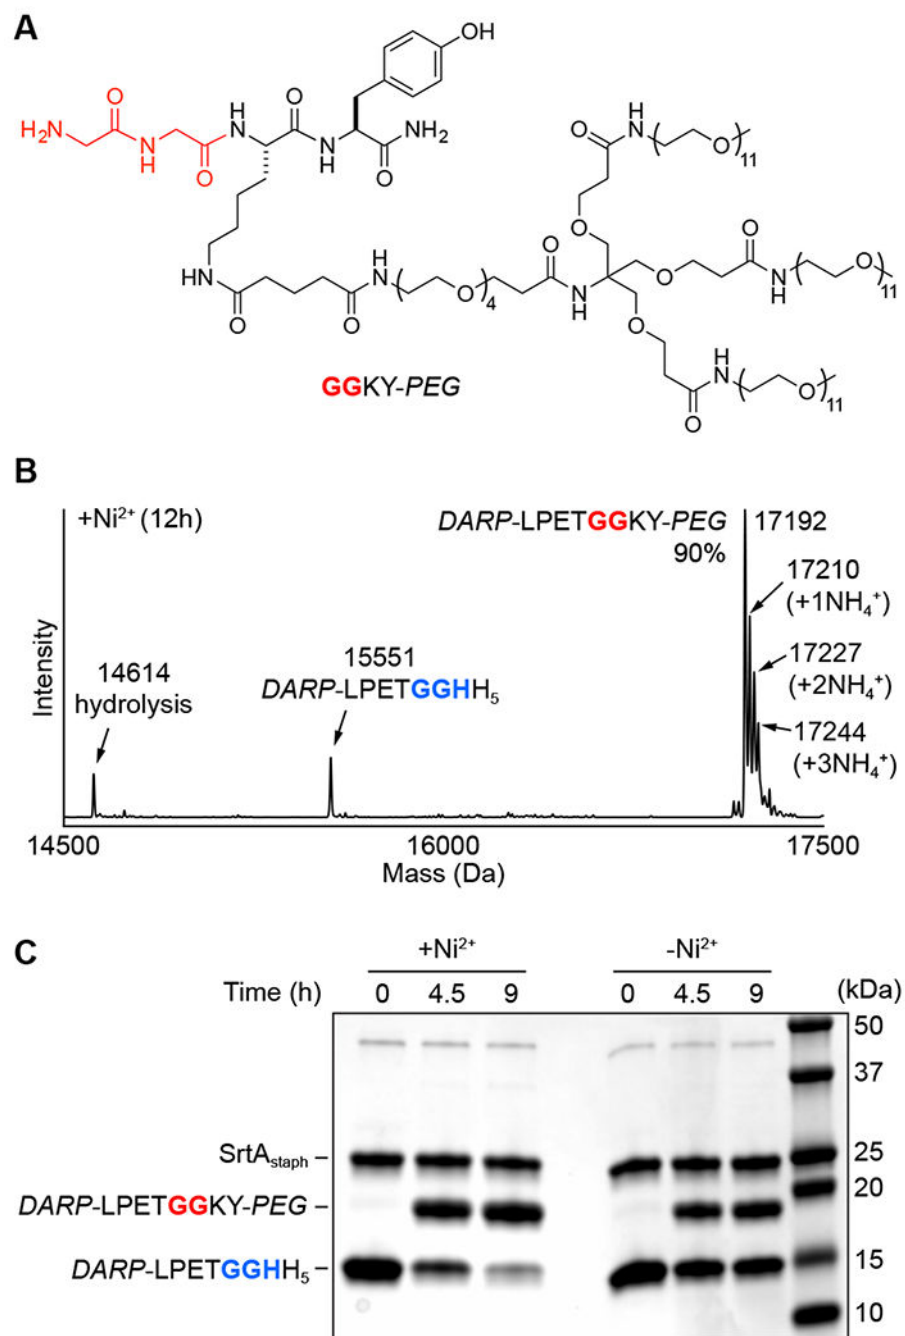 A
OH
H2N
O
N
H
O
H
N
O
N
H
NH2
O
HN
O
O
H
N
O
4
O
N
H
O
O
H
N
O
11
O
O
N
H
O
11
O
O
H
N
O
11
GGKY-PEG
B
+Ni2+ (12h)
DARP-LPETGGKY-PEG
90%
17192
17210
(+1NH4+)
17227
(+2NH4+)
17244
(+3NH4+)
14614
hydrolysis
15551
DARP-LPETGGHH5
Intensity
14500
16000
17500
Mass (Da)
C
+Ni2+
-Ni2+
Time (h) 0 4.5 9 0 4.5 9 (kDa)
50
37
SrtAstaph
25
20
DARP-LPETGGKY-PEG
15
DARP-LPETGGHH5
10